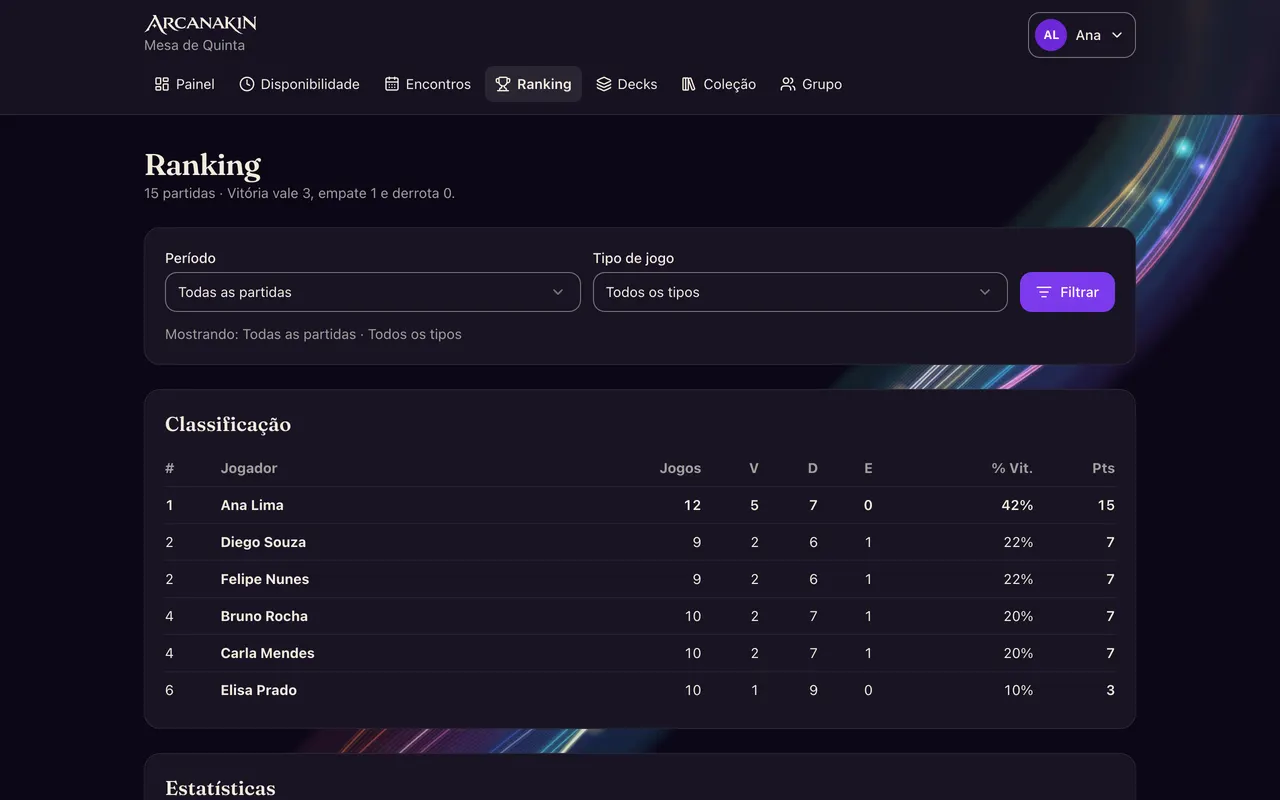 ARCANAKIN
Mesa de Quinta
AL Ana
Painel Disponibilidade Encontros Ranking Decks Coleção Grupo
Ranking
15 partidas · Vitória vale 3, empate 1 e derrota 0.
Período Tipo de jogo
Todas as partidas Todos os tipos Filtrar
Mostrando: Todas as partidas · Todos os tipos
Classificação
# Jogador Jogos V D E % Vit. Pts
1 Ana Lima 12 5 7 0 42% 15
2 Diego Souza 9 2 6 1 22% 7
2 Felipe Nunes 9 2 6 1 22% 7
4 Bruno Rocha 10 2 7 1 20% 7
4 Carla Mendes 10 2 7 1 20% 7
6 Elisa Prado 10 1 9 0 10% 3
Estatísticas